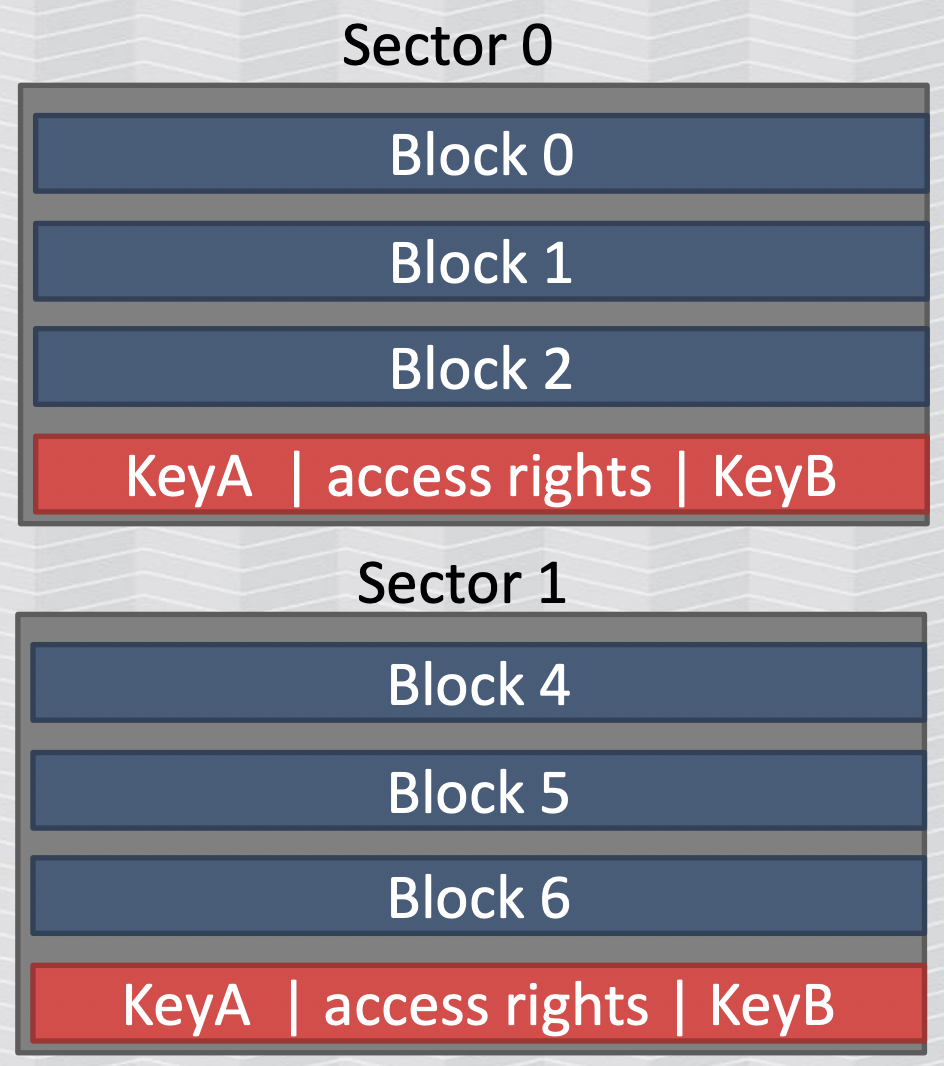 Sector 0
Block 0
Block 1
Block 2
KeyA | access rights | KeyB
Sector 1
Block 4
Block 5
Block 6
KeyA | access rights | KeyB